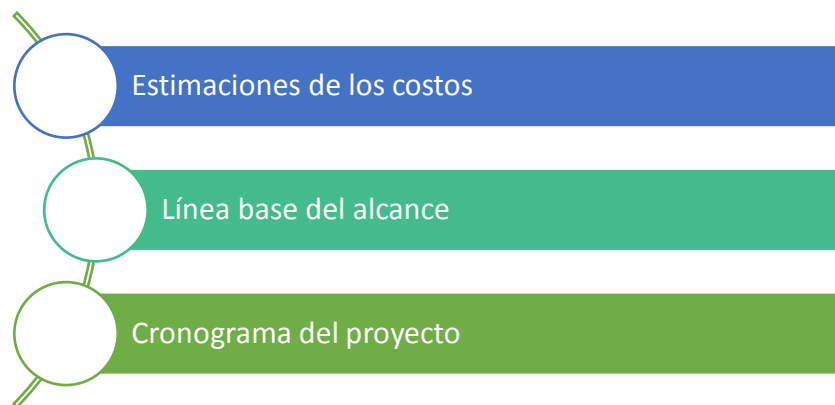 Estimaciones de los costos
Línea base del alcance
Cronograma del proyecto